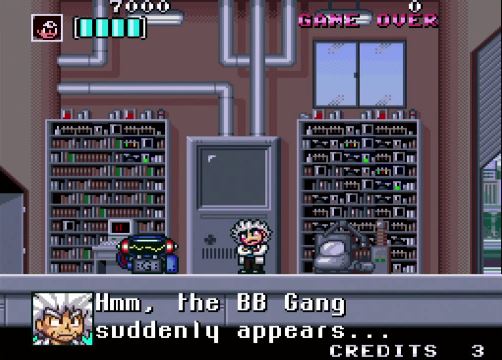 7000
0
GAME OVER
Hmm, the BB Gang
suddenly appears...
CREDITS 3